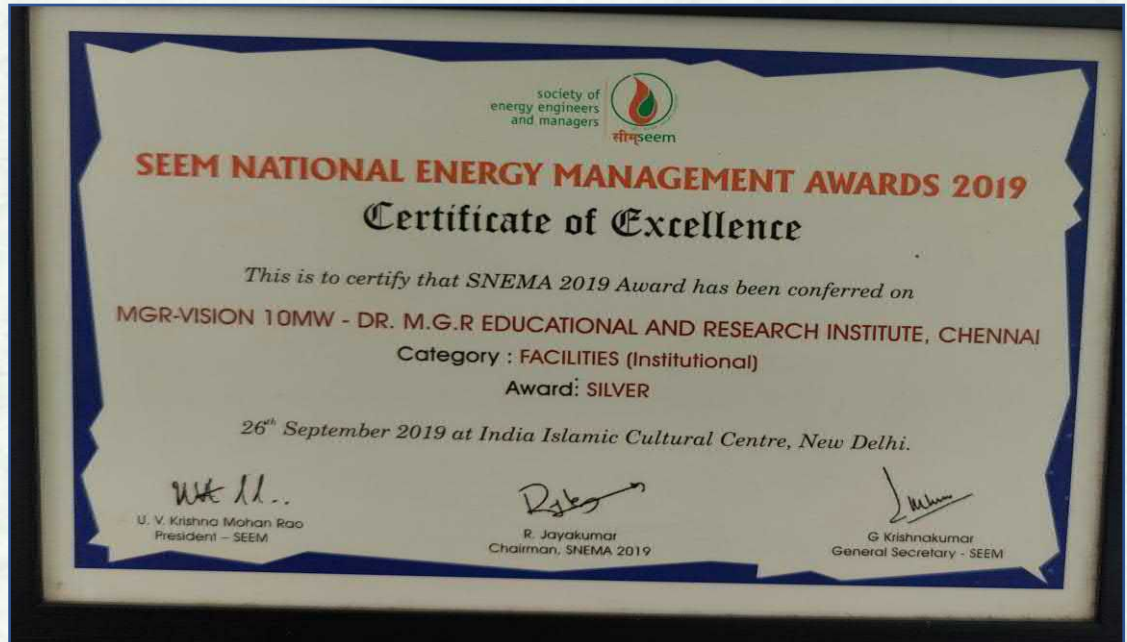 society of
energy engineers
and managers
सीम्seem
SEEM NATIONAL ENERGY MANAGEMENT AWARDS 2019
Certificate of Excellence
This is to certify that SNEMA 2019 Award has been conferred on
MGR-VISION 10MW - DR. M.G.R EDUCATIONAL AND RESEARCH INSTITUTE, CHENNAI
Category : FACILITIES (Institutional)
Award: SILVER
26th September 2019 at India Islamic Cultural Centre, New Delhi.
U. V. Krishna Mohan Rao
President – SEEM
R. Jayakumar
Chairman, SNEMA 2019
G Krishnakumar
General Secretary - SEEM